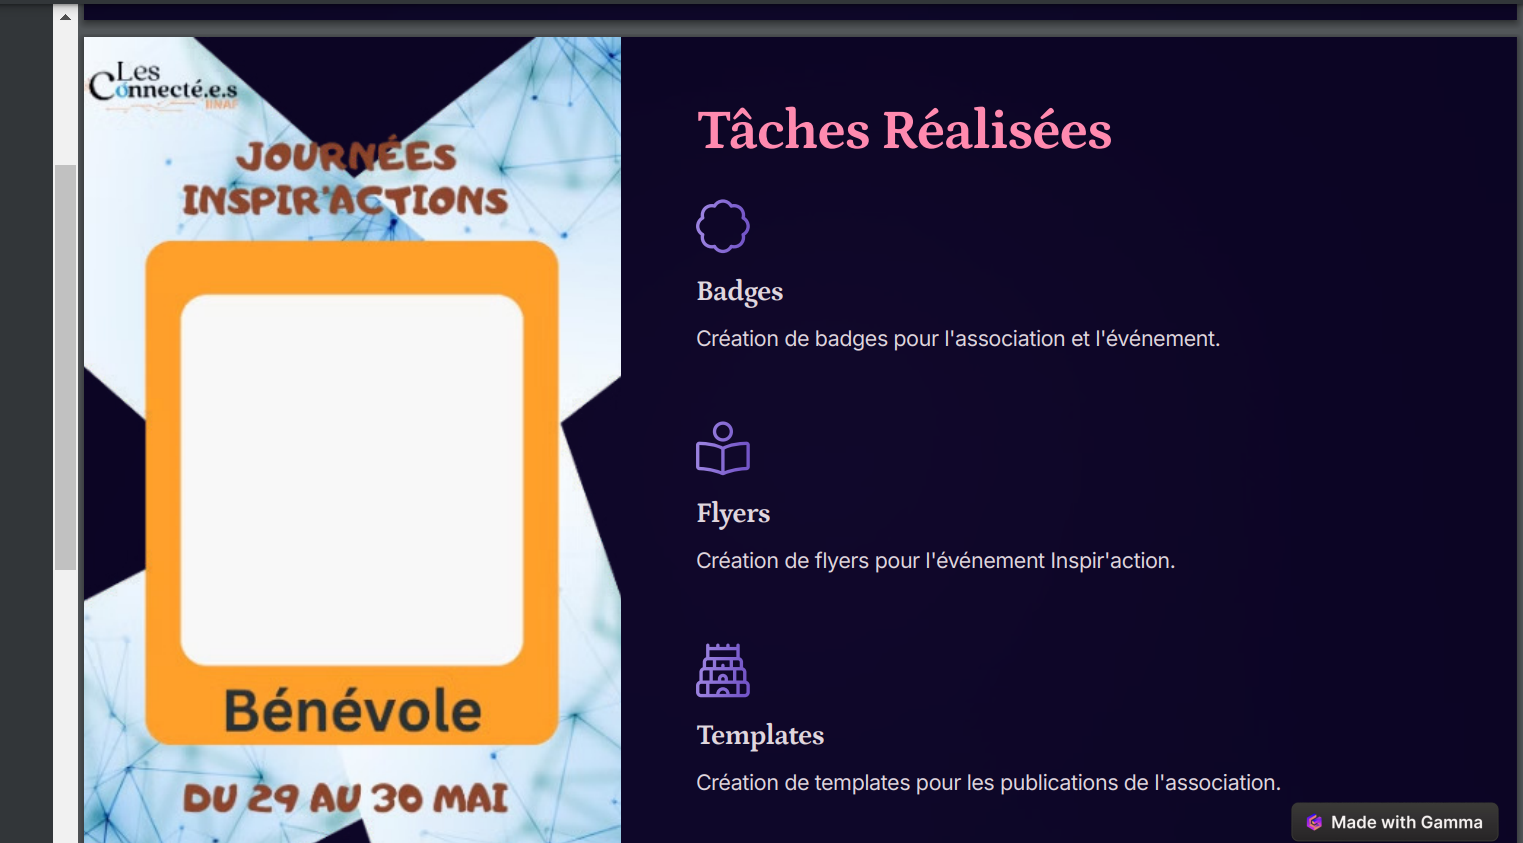 Les
Connecté.e.s
IINAF
JOURNÉES
INSPIR'ACTIONS
Bénévole
DU 29 AU 30 MAI
Tâches Réalisées
Badges
Création de badges pour l'association et l'événement.
Flyers
Création de flyers pour l'événement Inspir'action.
Templates
Création de templates pour les publications de l'association.
Made with Gamma